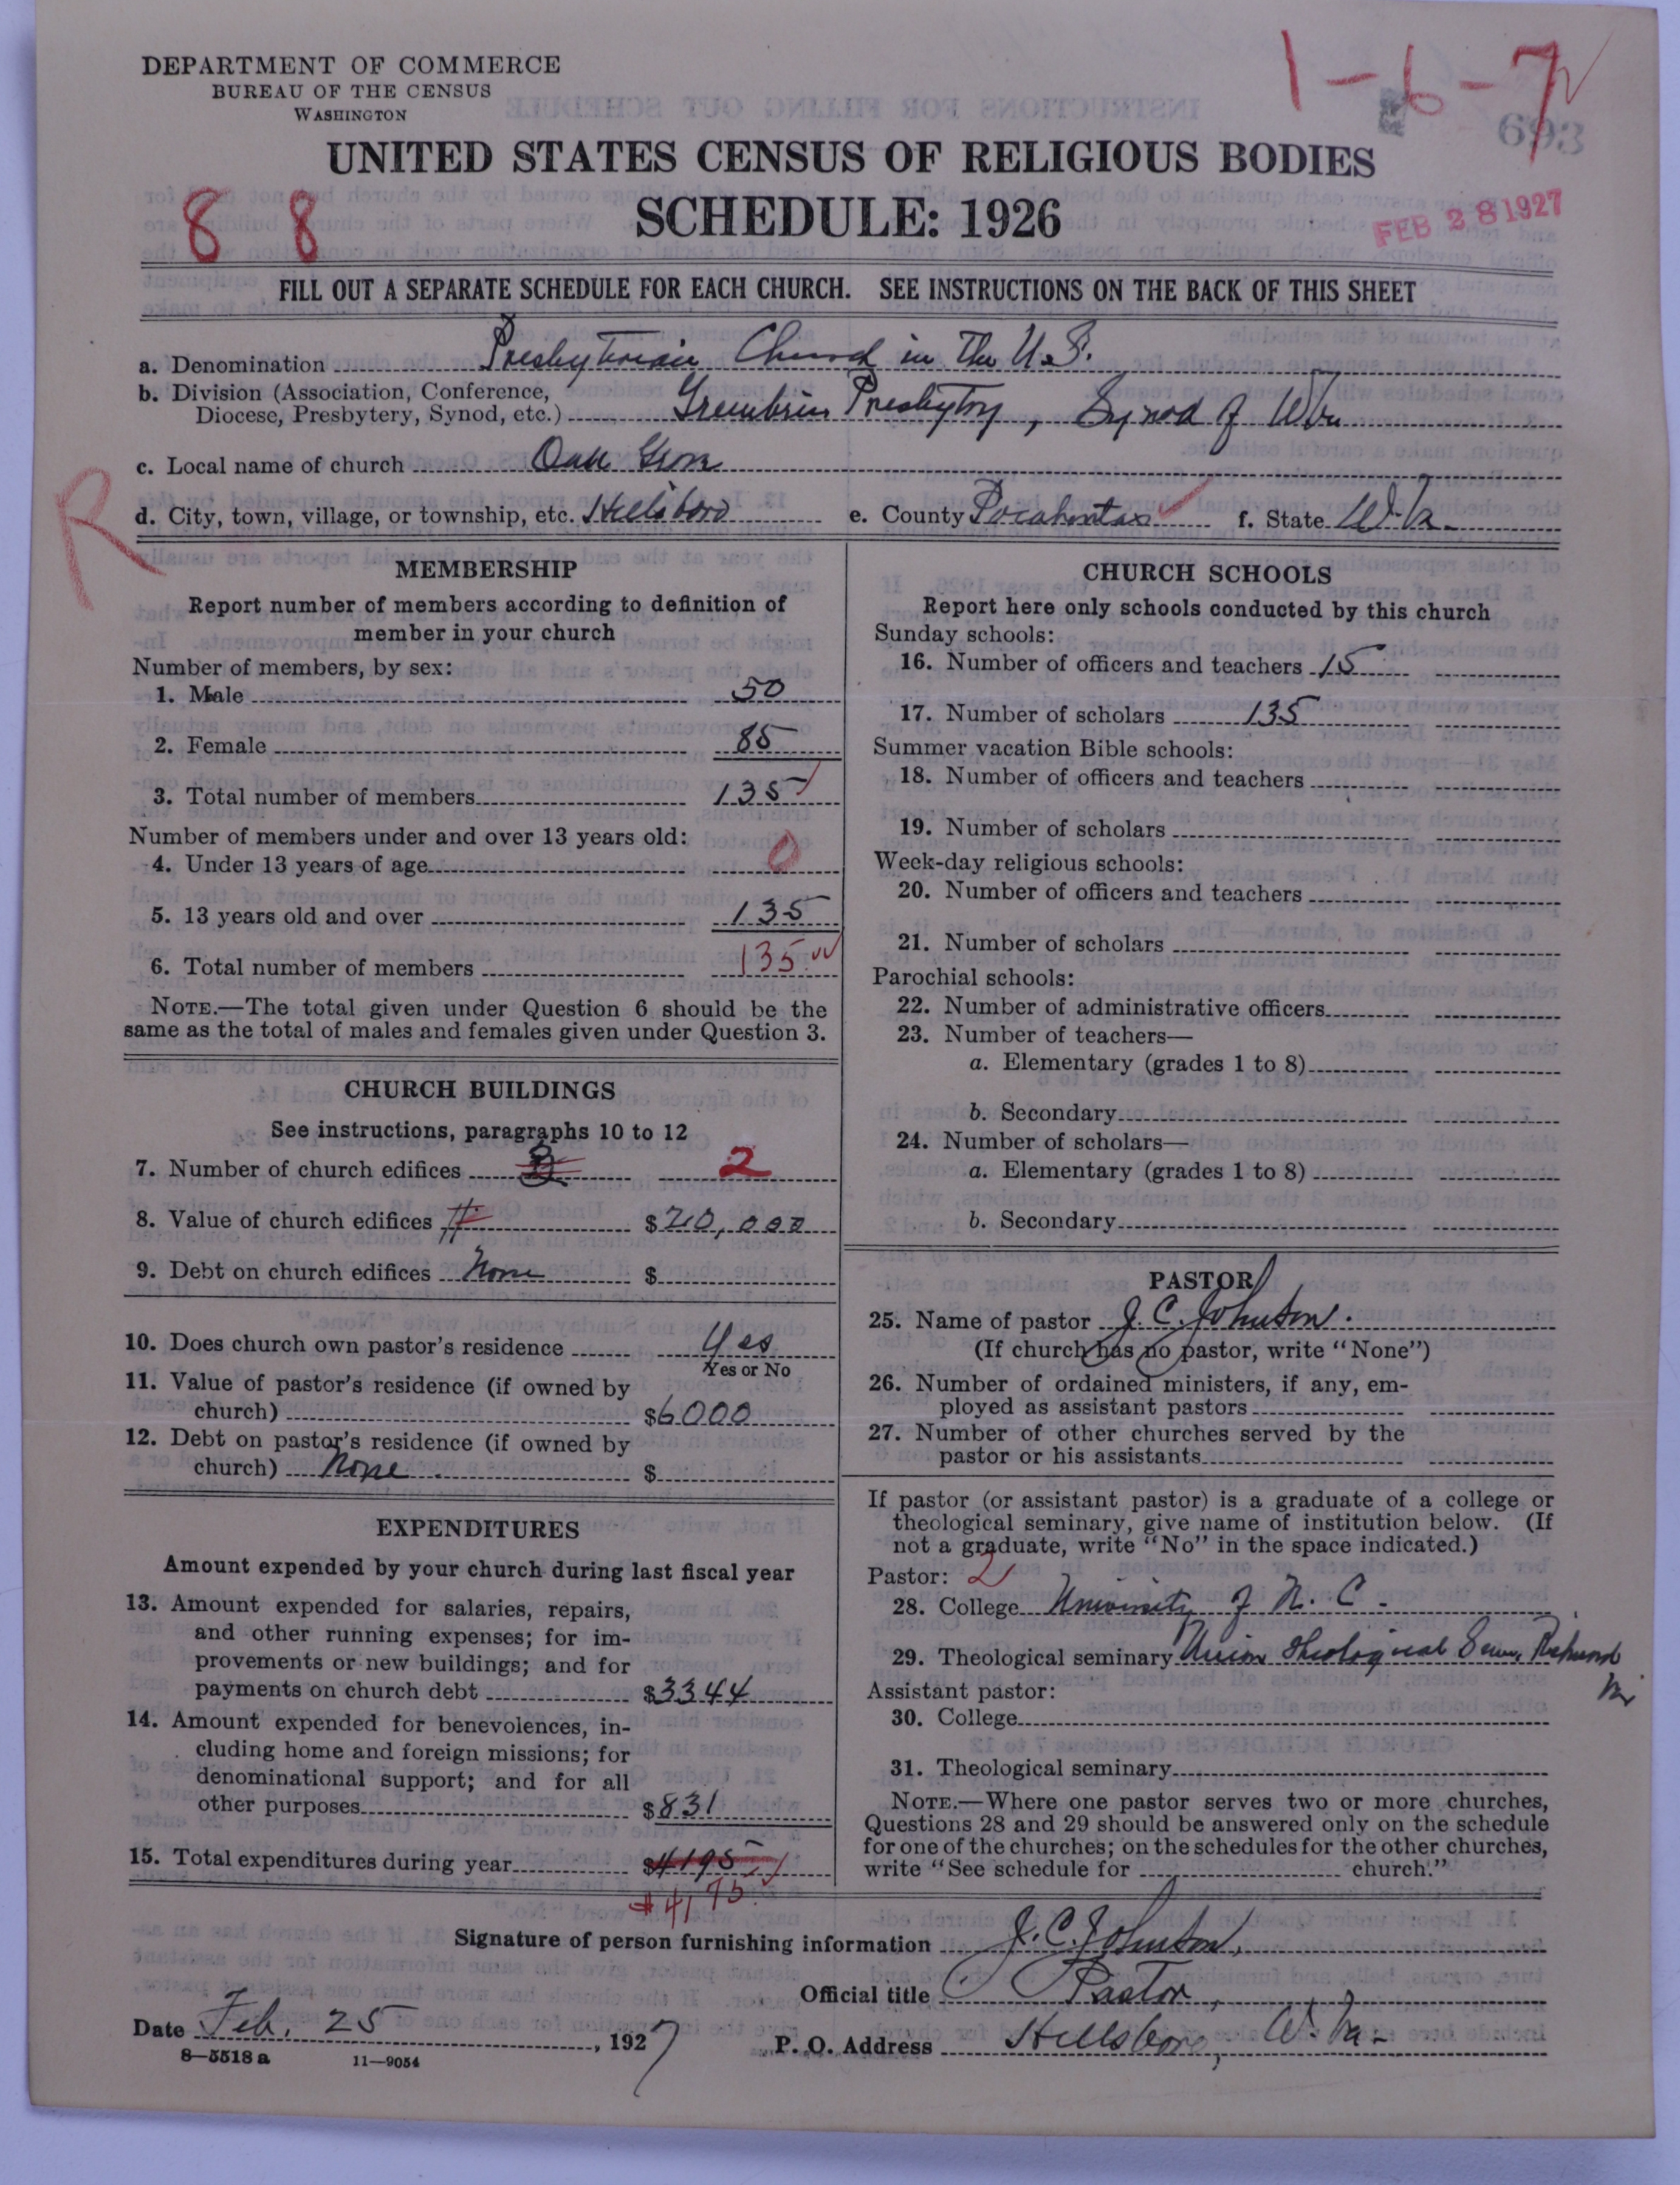 DEPARTMENT OF COMMERCE
BUREAU OF THE CENSUS
WASHINGTON
1-6-7
693
UNITED STATES CENSUS OF RELIGIOUS BODIES
8 8
SCHEDULE: 1926
FEB 28 1927
FILL OUT A SEPARATE SCHEDULE FOR EACH CHURCH. SEE INSTRUCTIONS ON THE BACK OF THIS SHEET
a. Denomination Presbyterian Church in the U.S.
b. Division (Association, Conference,
Diocese, Presbytery, Synod, etc.) Greenbrier Presbytery, Synod of W Va
c. Local name of church Oak Grove
R
d. City, town, village, or township, etc. Hillsboro e. County Pocahontas f. State W. Va.
MEMBERSHIP
Report number of members according to definition of
member in your church
Number of members, by sex:
1. Male 50
2. Female 85
3. Total number of members 135
Number of members under and over 13 years old:
4. Under 13 years of age 0
5. 13 years old and over 135
6. Total number of members 135
NOTE.—The total given under Question 6 should be the
same as the total of males and females given under Question 3.
CHURCH BUILDINGS
See instructions, paragraphs 10 to 12
7. Number of church edifices 3 2
8. Value of church edifices $20,000
9. Debt on church edifices None $
10. Does church own pastor's residence Yes
Yes or No
11. Value of pastor's residence (if owned by
church) $6000
12. Debt on pastor's residence (if owned by
church) None $
EXPENDITURES
Amount expended by your church during last fiscal year
13. Amount expended for salaries, repairs,
and other running expenses; for im-
provements or new buildings; and for
payments on church debt $3344
14. Amount expended for benevolences, in-
cluding home and foreign missions; for
denominational support; and for all
other purposes $831
15. Total expenditures during year $4195
$4175
CHURCH SCHOOLS
Report here only schools conducted by this church
Sunday schools:
16. Number of officers and teachers 15
17. Number of scholars 135
Summer vacation Bible schools:
18. Number of officers and teachers
19. Number of scholars
Week-day religious schools:
20. Number of officers and teachers
21. Number of scholars
Parochial schools:
22. Number of administrative officers
23. Number of teachers—
a. Elementary (grades 1 to 8)
b. Secondary
24. Number of scholars—
a. Elementary (grades 1 to 8)
b. Secondary
PASTOR
25. Name of pastor J. C. Johnson.
(If church has no pastor, write "None")
26. Number of ordained ministers, if any, em-
ployed as assistant pastors
27. Number of other churches served by the
pastor or his assistants
If pastor (or assistant pastor) is a graduate of a college or
theological seminary, give name of institution below. (If
not a graduate, write "No" in the space indicated.)
Pastor: 2
28. College University of N. C.
29. Theological seminary Union Theological Sem, Richmond
Va
Assistant pastor:
30. College
31. Theological seminary
NOTE.—Where one pastor serves two or more churches,
Questions 28 and 29 should be answered only on the schedule
for one of the churches; on the schedules for the other churches,
write "See schedule for church."
Signature of person furnishing information J. C. Johnson,
Official title Pastor,
Date Feb. 25, 1927 P. O. Address Hillsboro, W. Va-
8—5518 a 11—9054